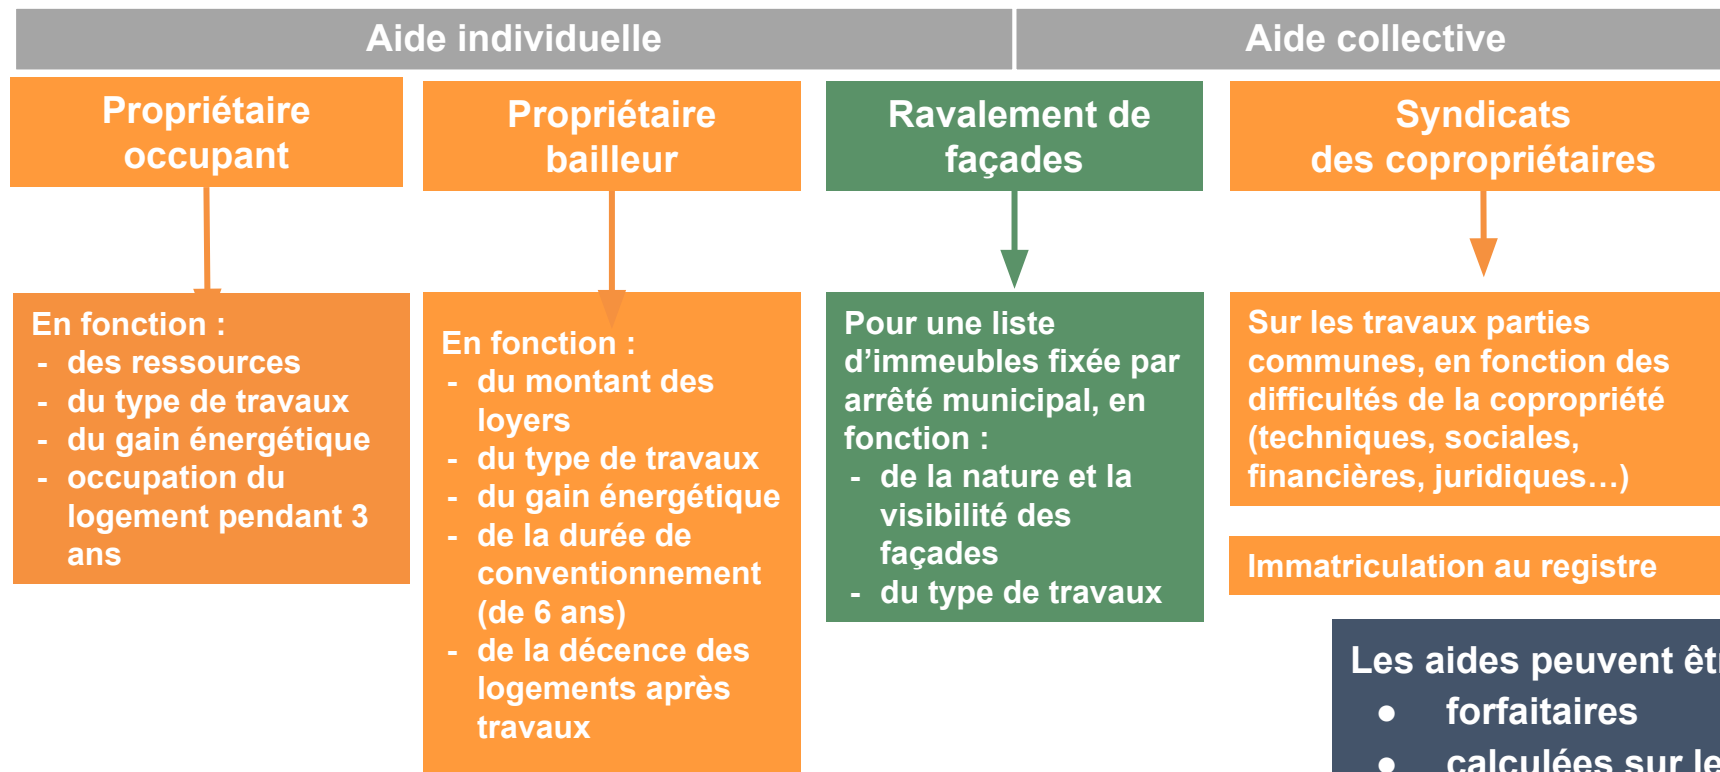 Aide individuelle
Aide collective
Propriétaire
occupant
Propriétaire
bailleur
Ravalement de
façades
Syndicats
des copropriétaires
En fonction :
- des ressources
- du type de travaux
- du gain énergétique
- occupation du
logement pendant 3
ans
En fonction :
- du montant des
loyers
- du type de travaux
- du gain énergétique
- de la durée de
conventionnement
(de 6 ans)
- de la décence des
logements après
travaux
Pour une liste
d’immeubles fixée par
arrêté municipal, en
fonction :
- de la nature et la
visibilité des
façades
- du type de travaux
Sur les travaux parties
communes, en fonction des
difficultés de la copropriété
(techniques, sociales,
financières, juridiques…)
Immatriculation au registre
Les aides peuvent
● forfaitaires
● calculées sur